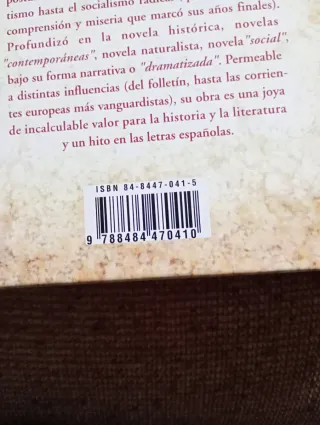 tismo hasta el socialismo radical
comprensión y miseria que marcó sus años finales).
Profundizó en la novela histórica, novelas
"contemporáneas", novela naturalista, novela "social",
bajo su forma narrativa o "dramatizada". Permeable
a distintas influencias (del folletín, hasta las corrien-
tes europeas más vanguardistas), su obra es una joya
de incalculable valor para la historia y la literatura
y un hito en las letras españolas.
ISBN 84-8447-041-5
9 788484 470410